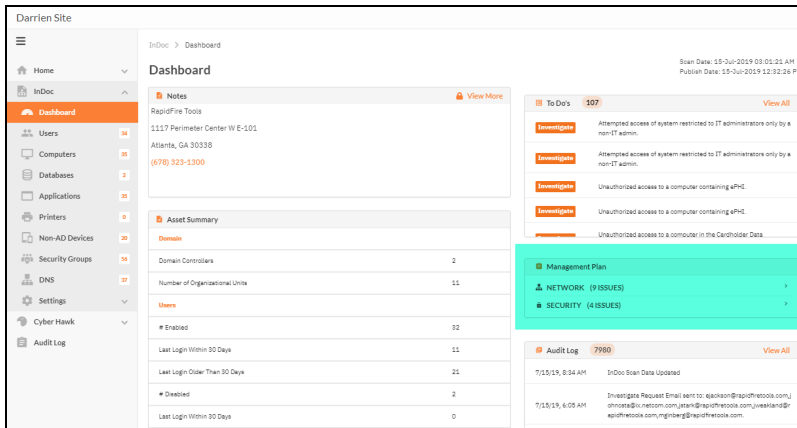 Darrien Site
InDoc > Dashboard
Dashboard
Scan Date: 15-Jul-2019 03:01:21 AM
Publish Date: 15-Jul-2019 12:32:26 P
Home
InDoc
Dashboard
Users 34
Computers
Databases
Applications 25
Printers 0
Non-AD Devices 20
Security Groups 56
DNS 37
Settings
Cyber Hawk
Audit Log
Notes View More
RapidFire Tools
1117 Perimeter Center W E-101
Atlanta, GA 30338
(678) 323-1300
Asset Summary
Domain
Domain Controllers 2
Number of Organizational Units 11
Users
# Enabled 32
Last Login Within 30 Days 11
Last Login Older Than 30 Days 21
# Disabled 2
Last Login Within 30 Days 0
To Do's 107 View All
Investigate Attempted access of system restricted to IT administrators only by a
non-IT admin.
Investigate Attempted access of system restricted to IT administrators only by a
non-IT admin.
Investigate Unauthorized access to a computer containing ePHI.
Investigate Unauthorized access to a computer containing ePHI.
Unauthorized access to a computer in the Cardholder Data
Management Plan
NETWORK (9 ISSUES)
SECURITY (4 ISSUES)
Audit Log 7980 View All
7/15/19, 8:34 AM InDoc Scan Data Updated
7/15/19, 6:05 AM Investigate Request Email sent to: ejackson@rapidfiretools.com,j
ohncosta@ix.netcom.com,jstark@rapidfiretools.com,jweakland@r
apidfiretools.com,mginberg@rapidfiretools.com.